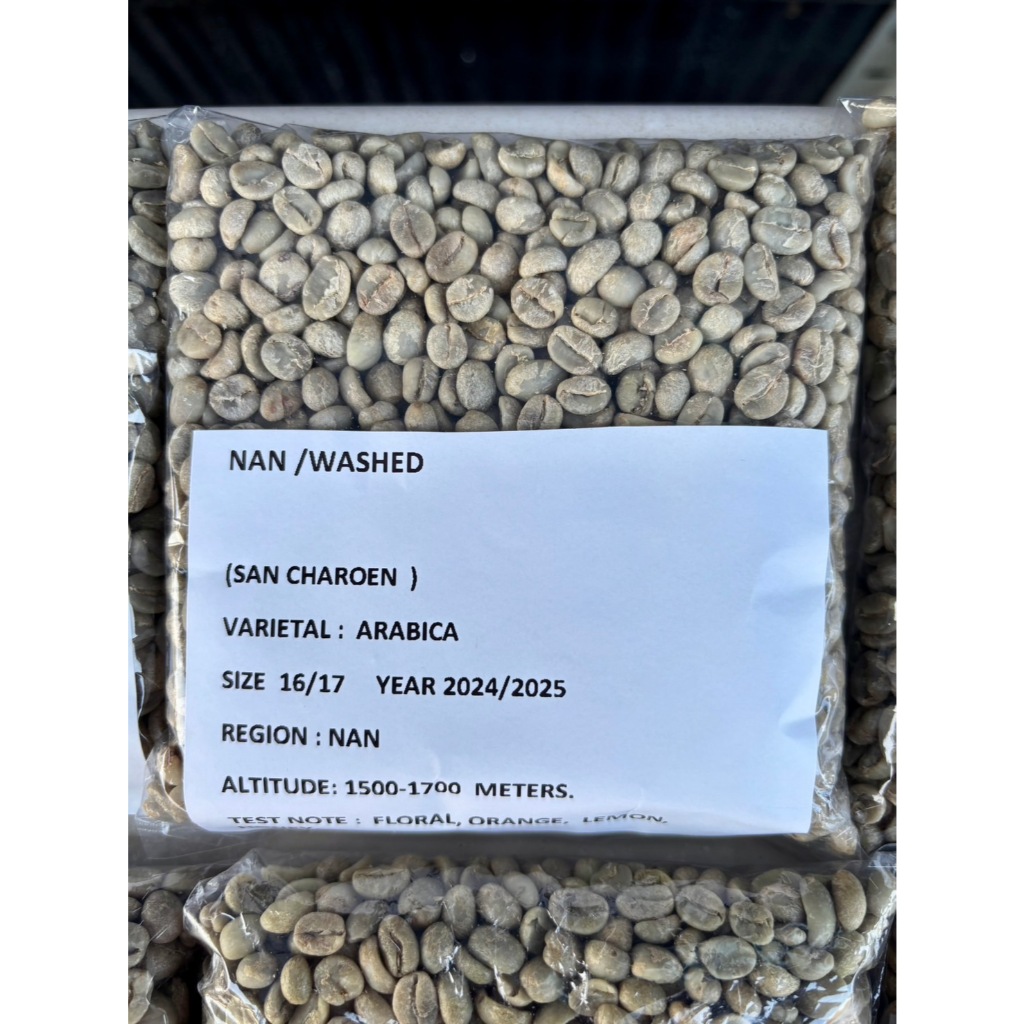 NAN /WASHED
(SAN CHAROEN )
VARIETAL : ARABICA
SIZE 16/17 YEAR 2024/2025
REGION : NAN
ALTITUDE: 1500-1700 METERS.
TEST NOTE : FLORAL, ORANGE, LEMON,